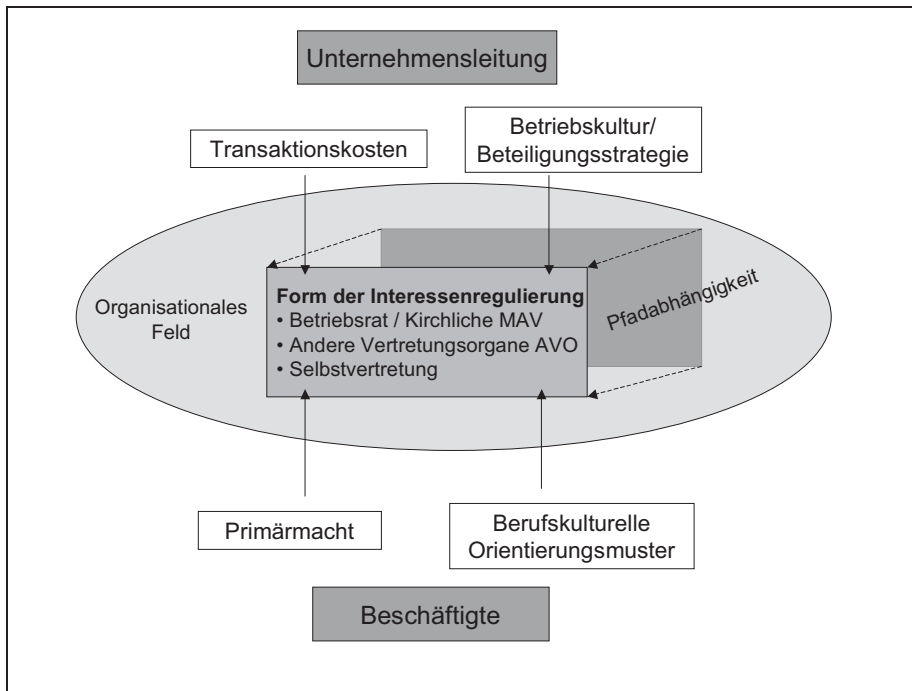 Unternehmensleitung
Transaktionskosten
Betriebskultur/
Beteiligungsstrategie
Organisationales
Feld
Form der Interessenregulierung
• Betriebsrat / Kirchliche MAV
• Andere Vertretungsorgane AVO
• Selbstvertretung
Pfadabhängigkeit
Primärmacht
Berufskulturelle
Orientierungsmuster
Beschäftigte